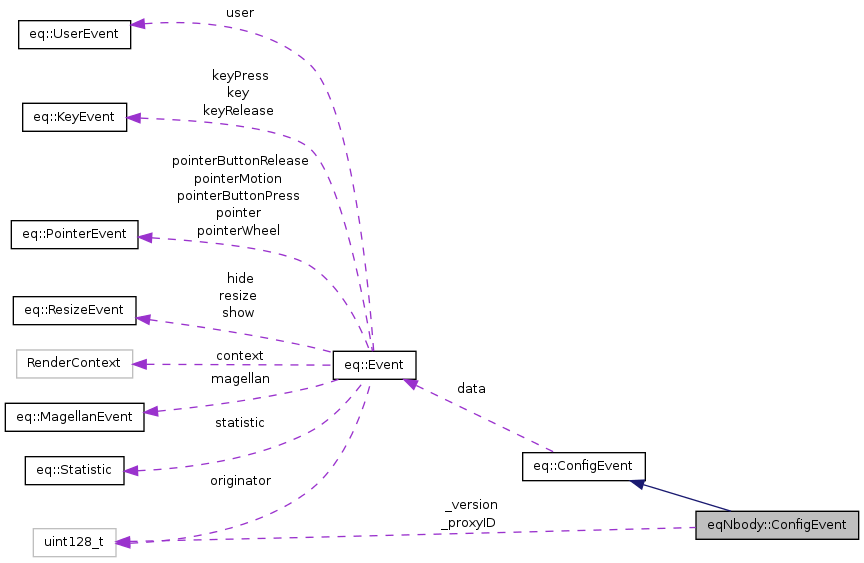 user
eq::UserEvent
keyPress
key
keyRelease
eq::KeyEvent
pointerButtonRelease
pointerMotion
pointerButtonPress
pointer
pointerWheel
eq::PointerEvent
hide
resize
show
eq::ResizeEvent
context
RenderContext
eq::Event
magellan
data
eq::MagellanEvent
statistic
eq::Statistic
eq::ConfigEvent
originator
_version
_proxyID
eqNbody::ConfigEvent
uint128_t